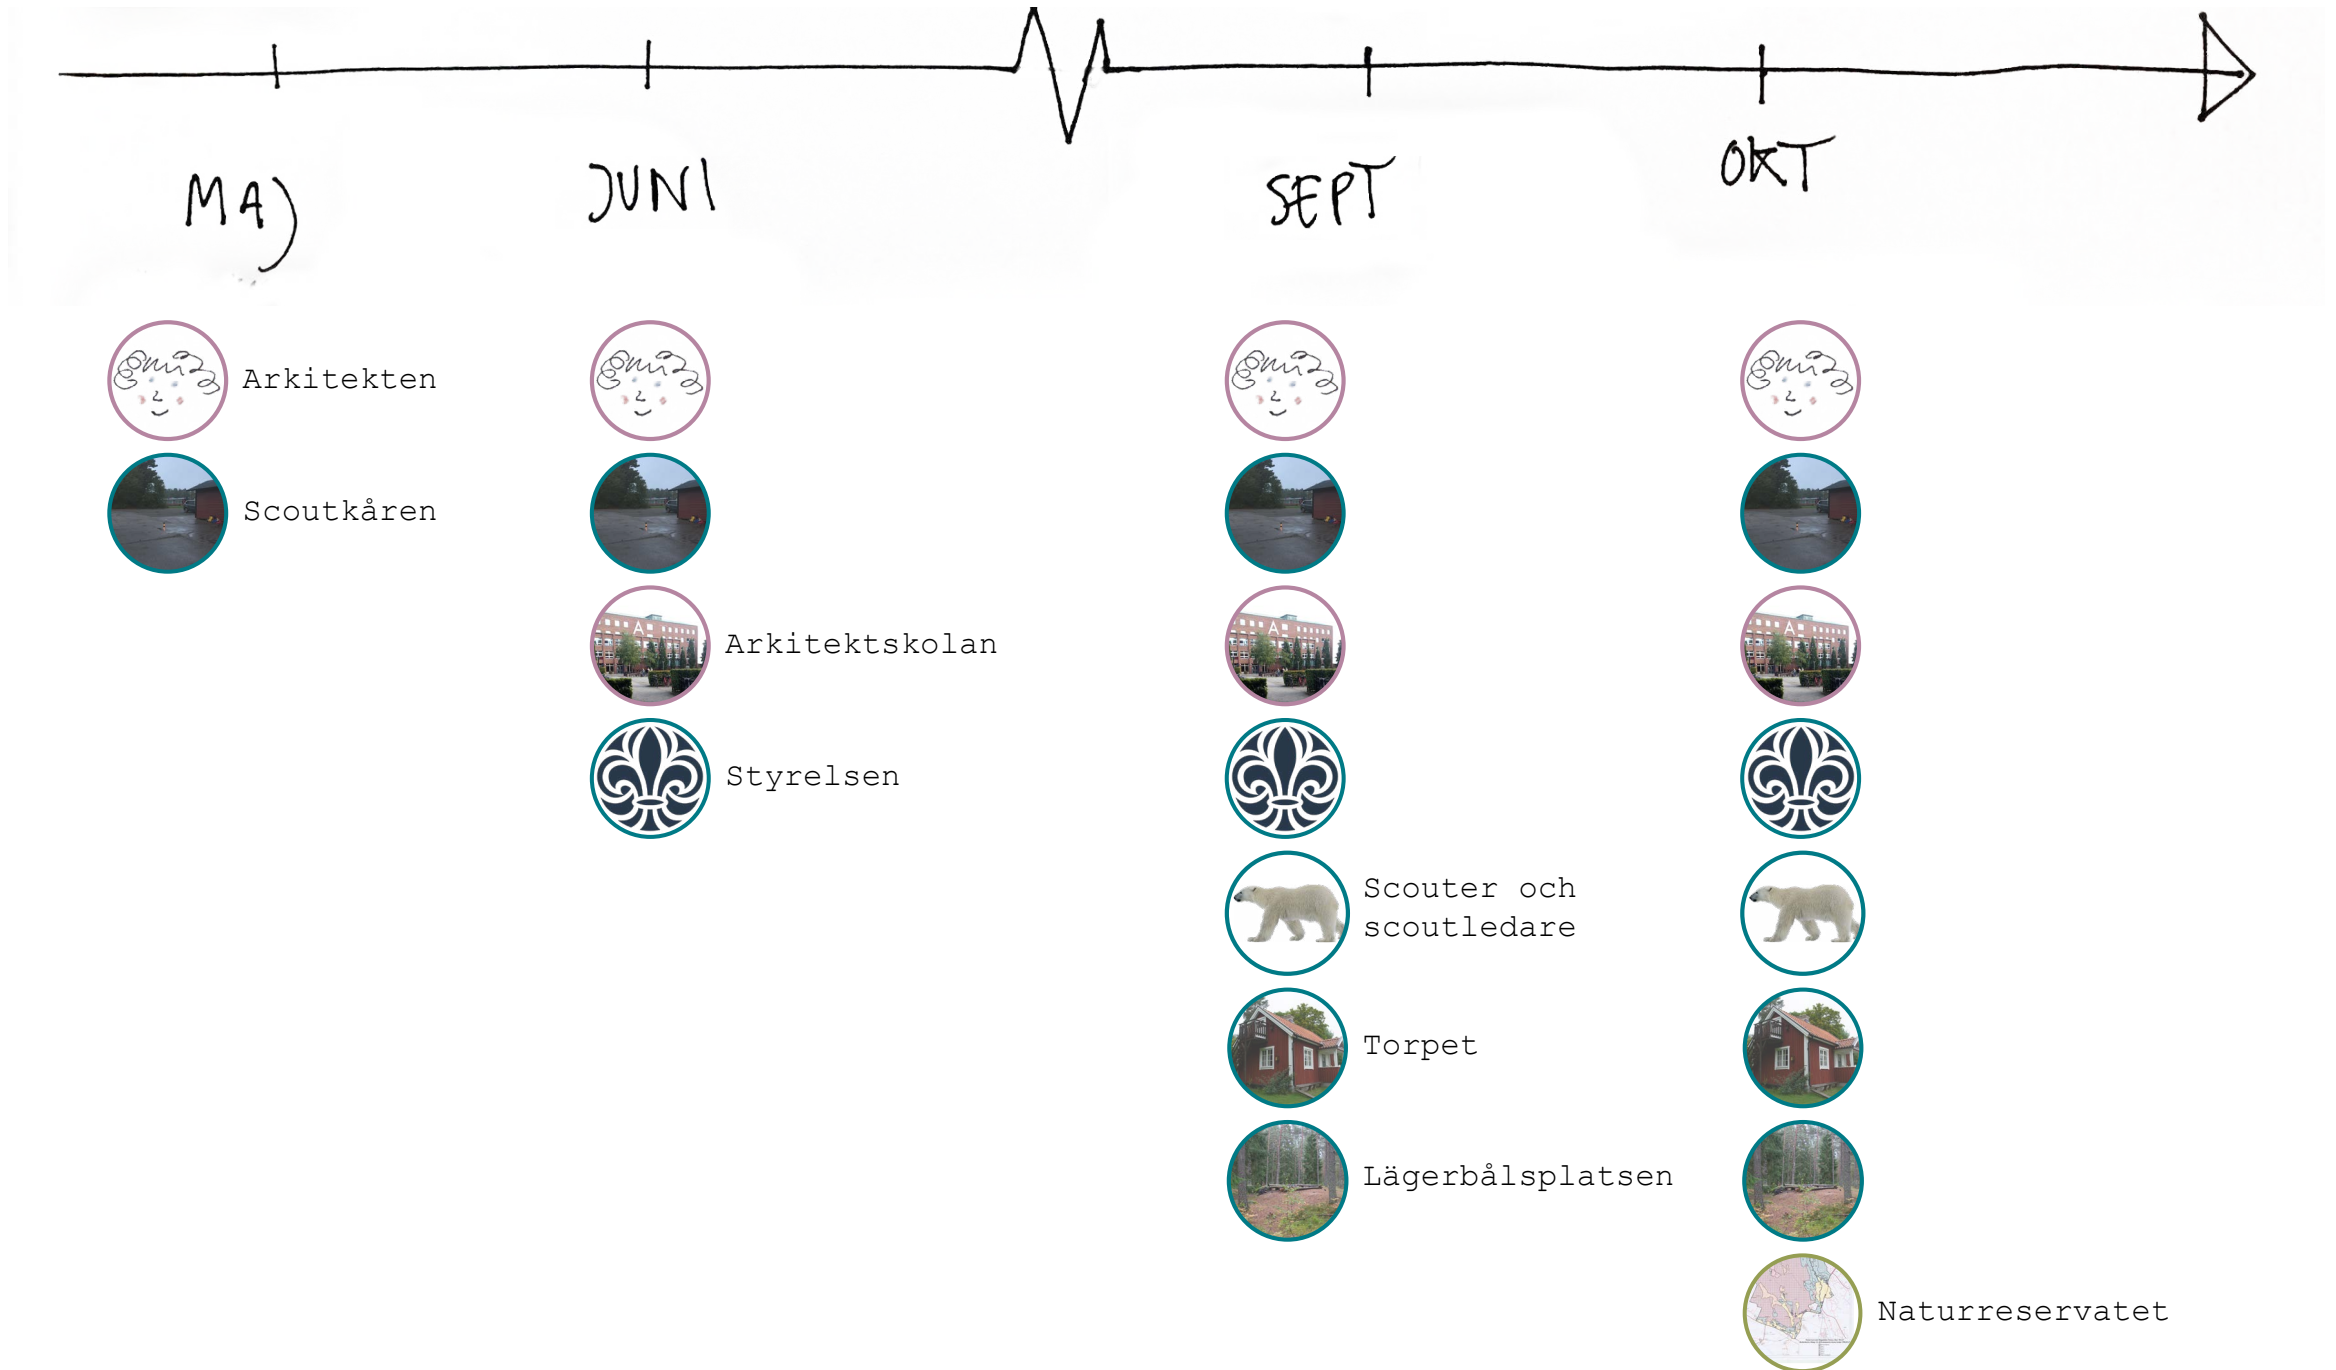 MAJ
JUNI
SEPT
OKT
Arkitekten
Scoutkåren
Arkitektskolan
Styrelsen
Scouter och
scoutledare
Torpet
Lägerbålsplatsen
Naturreservatet